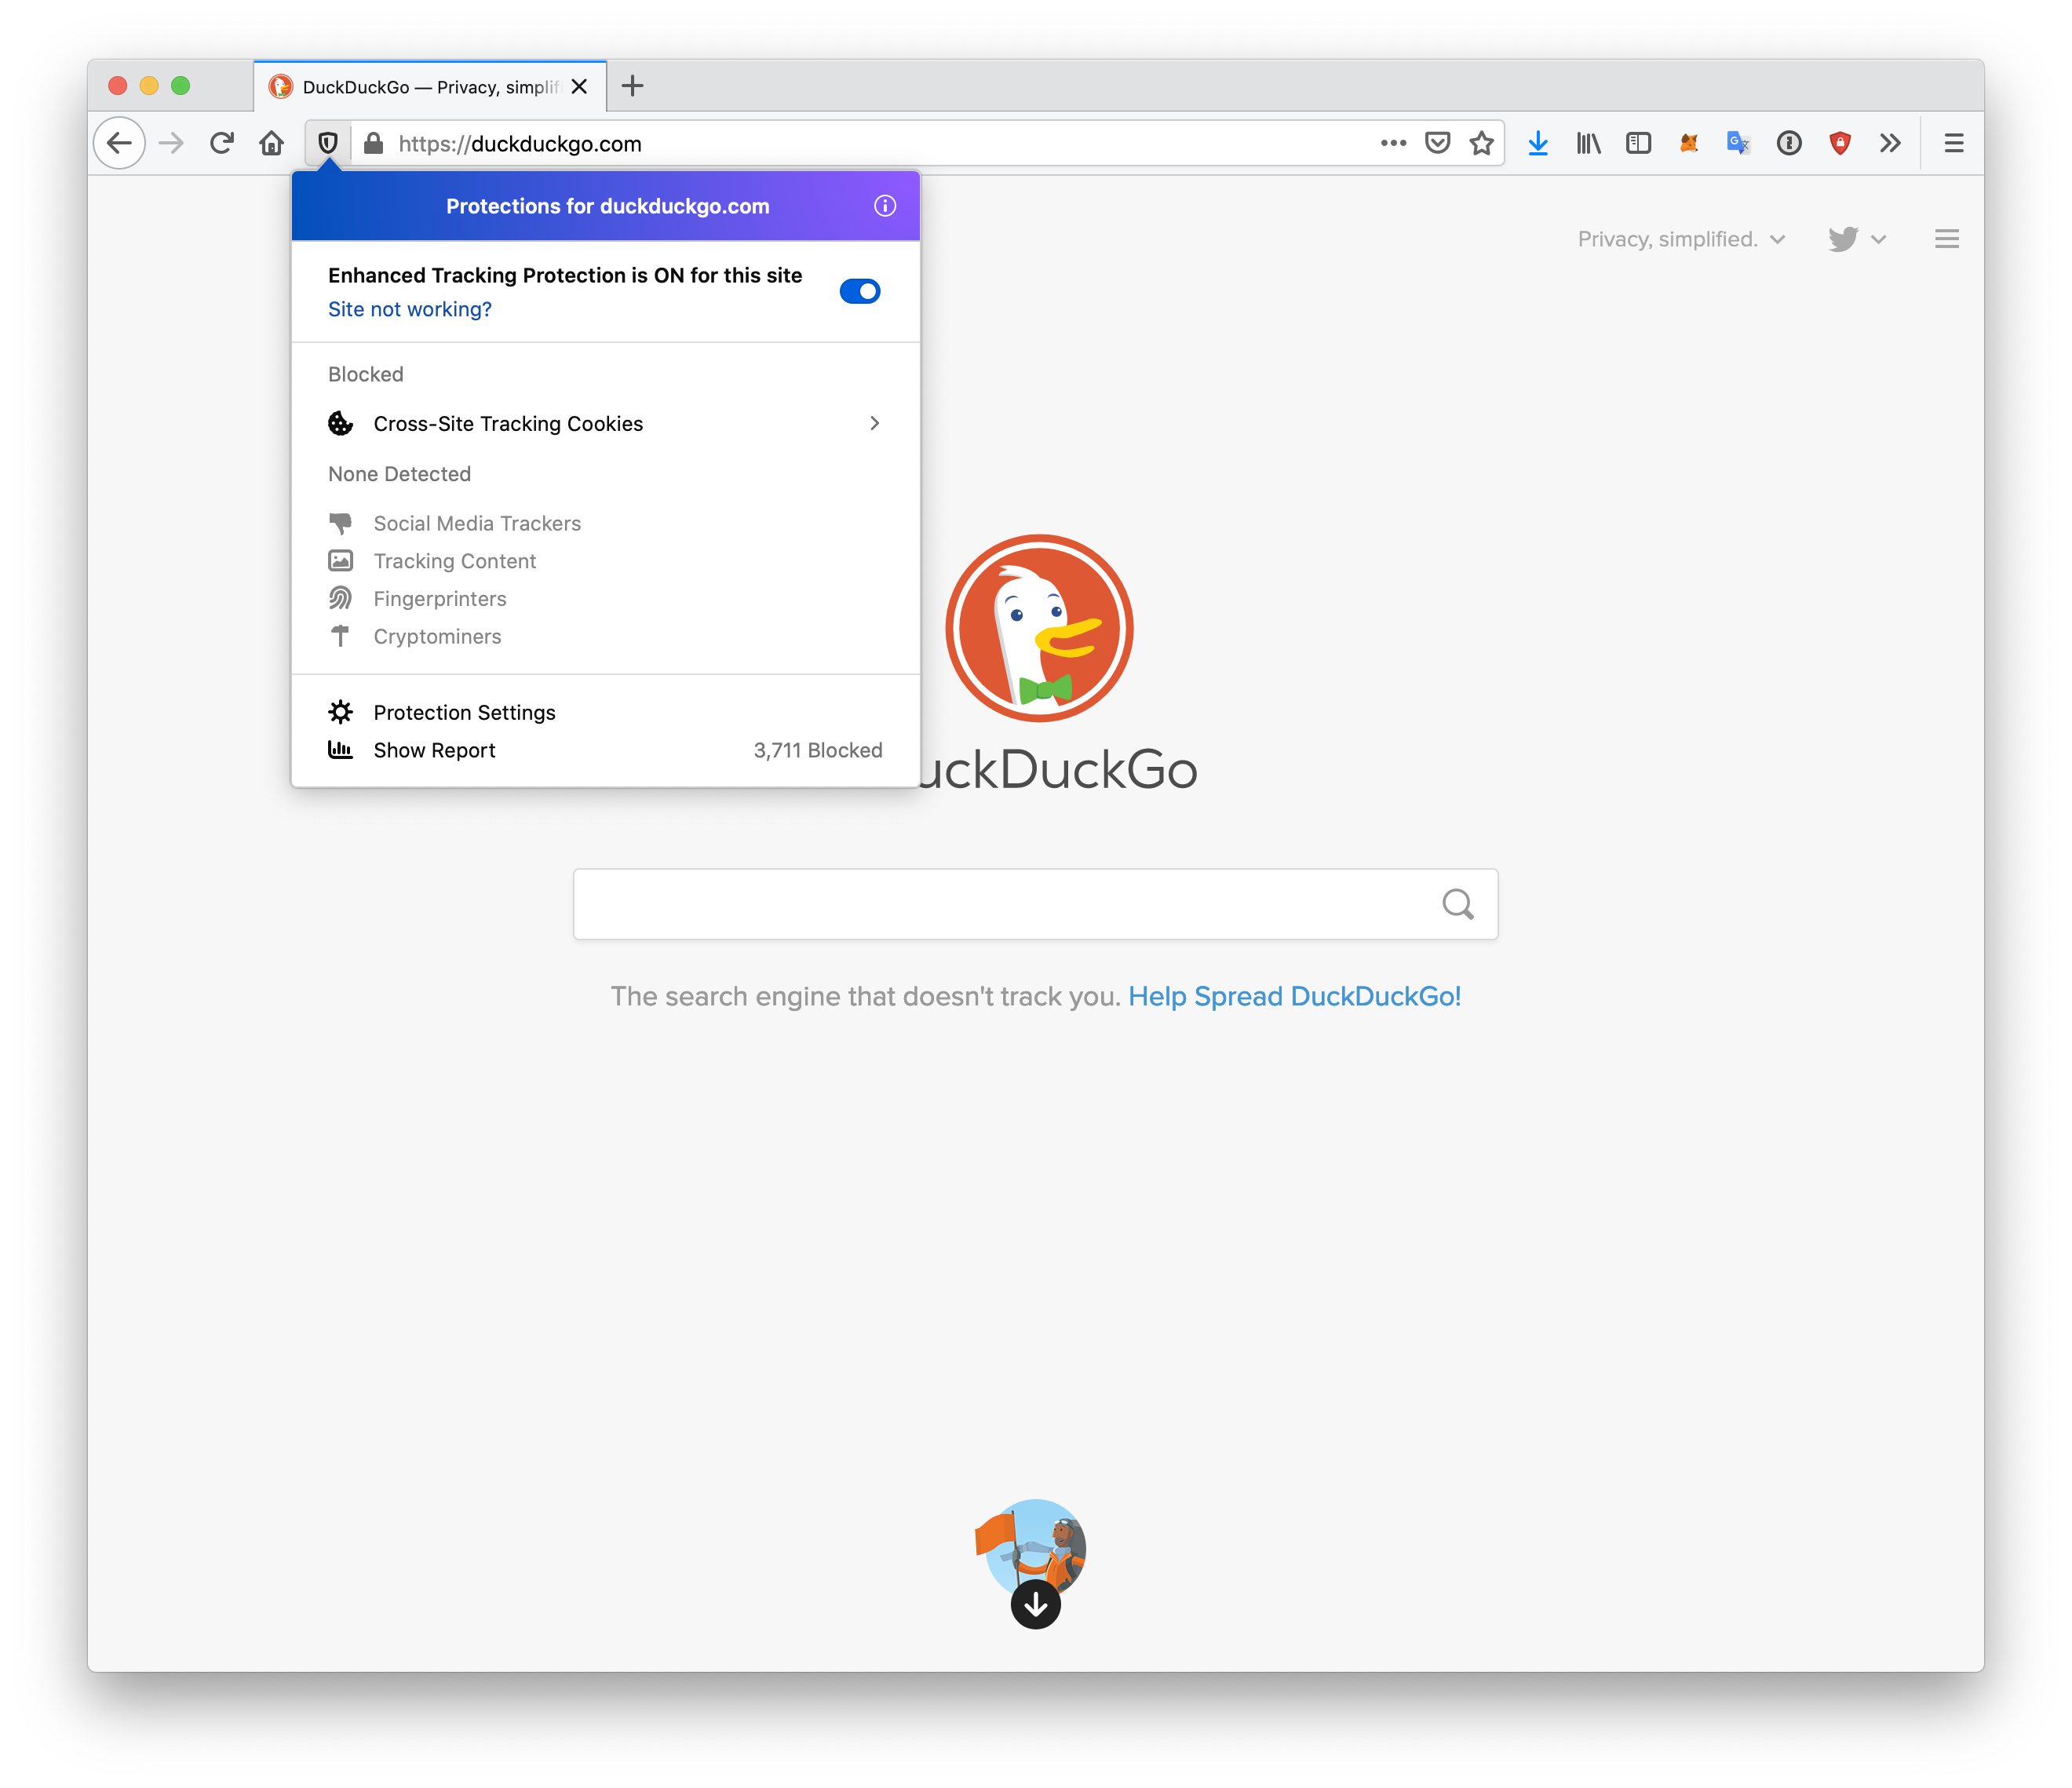 DuckDuckGo — Privacy, simplif
https://duckduckgo.com
Protections for duckduckgo.com
Enhanced Tracking Protection is ON for this site
Site not working?
Blocked
Cross-Site Tracking Cookies
None Detected
Social Media Trackers
Tracking Content
Fingerprinters
Cryptominers
Protection Settings
Show Report 3,711 Blocked
Privacy, simplified.
uckDuckGo
The search engine that doesn't track you. Help Spread DuckDuckGo!